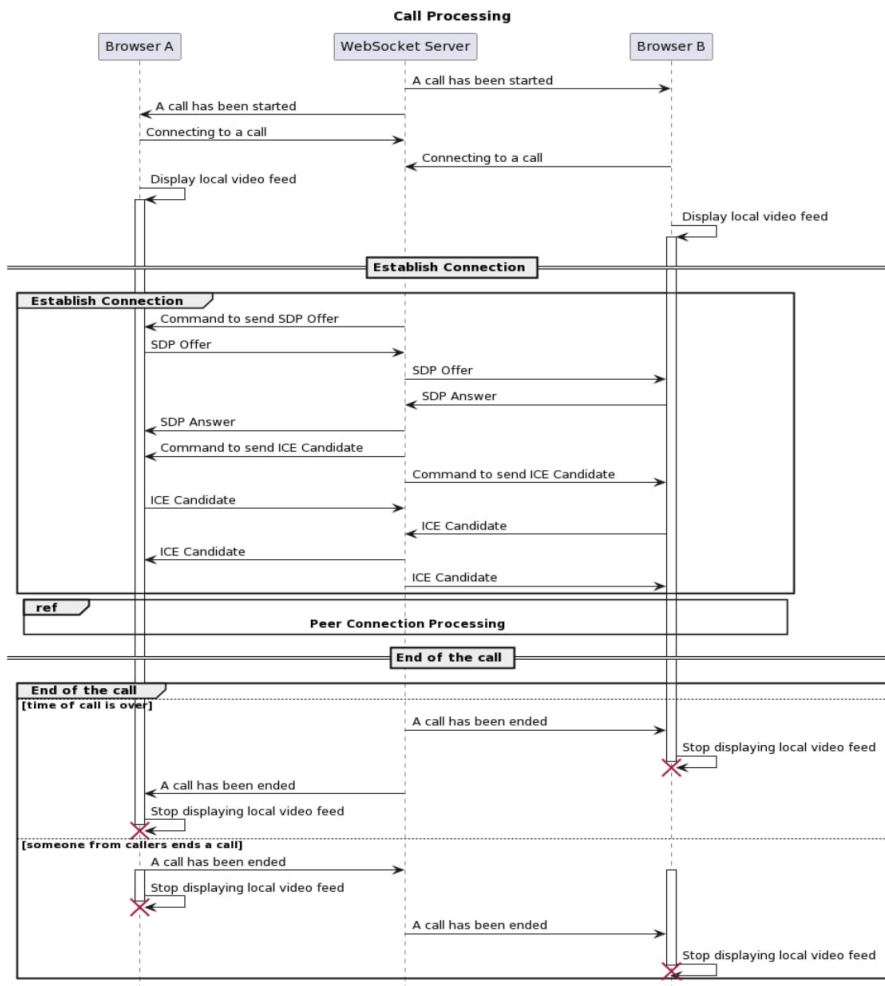 Call Processing
Browser A
WebSocket Server
Browser B
A call has been started
A call has been started
Connecting to a call
Connecting to a call
Display local video feed
Display local video feed
Establish Connection
Establish Connection
Command to send SDP Offer
SDP Offer
SDP Offer
SDP Answer
SDP Answer
Command to send ICE Candidate
Command to send ICE Candidate
ICE Candidate
ICE Candidate
ICE Candidate
ICE Candidate
ref
Peer Connection Processing
End of the call
End of the call
[time of call is over]
A call has been ended
Stop displaying local video feed
A call has been ended
Stop displaying local video feed
[someone from callers ends a call]
A call has been ended
Stop displaying local video feed
A call has been ended
Stop displaying local video feed